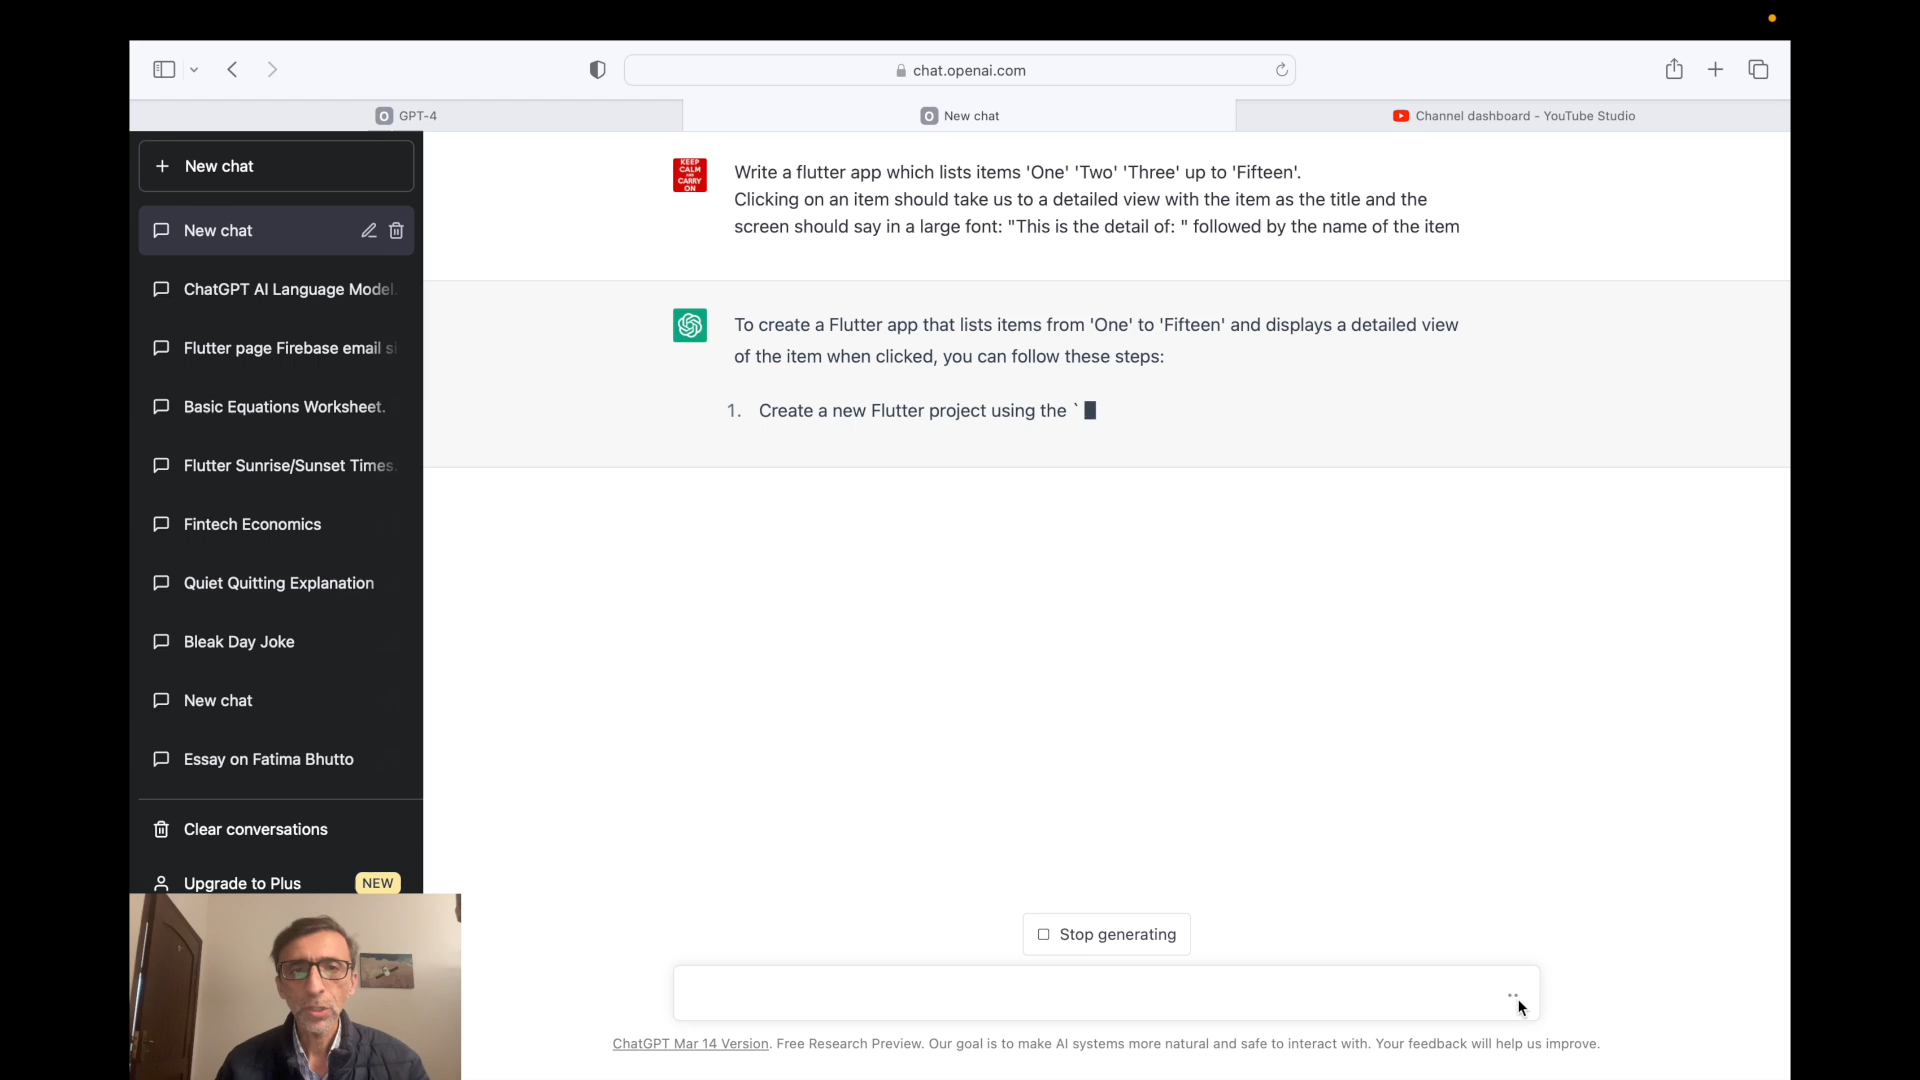 chat.openai.com
GPT-4
New chat
Channel dashboard - YouTube Studio
New chat
New chat
ChatGPT AI Language Model.
Flutter page Firebase email si
Basic Equations Worksheet.
Flutter Sunrise/Sunset Times.
Fintech Economics
Quiet Quitting Explanation
Bleak Day Joke
New chat
Essay on Fatima Bhutto
Clear conversations
Upgrade to Plus NEW
KEEP
CALM
AND
CARRY
ON
Write a flutter app which lists items 'One' 'Two' 'Three' up to 'Fifteen'.
Clicking on an item should take us to a detailed view with the item as the title and the
screen should say in a large font: "This is the detail of: " followed by the name of the item
To create a Flutter app that lists items from 'One' to 'Fifteen' and displays a detailed view
of the item when clicked, you can follow these steps:
1. Create a new Flutter project using the `
Stop generating
ChatGPT Mar 14 Version. Free Research Preview. Our goal is to make AI systems more natural and safe to interact with. Your feedback will help us improve.